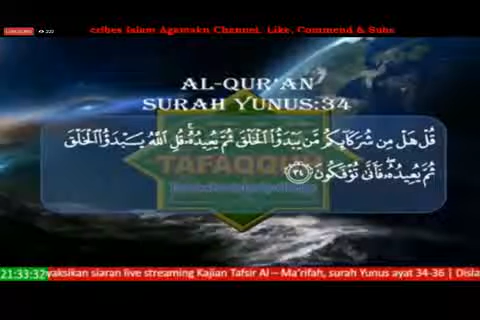 222
cribes Islam Agamaku Channel. Like, Commend & Subs
AL-QUR'AN
SURAH YUNUS:34
قُلْ هَلْ مِن شُرَكَآئِكُم مَّن يَبْدَؤُا۟ ٱلْخَلْقَ ثُمَّ يُعِيدُهُۥ ۚ قُلِ ٱللَّهُ يَبْدَؤُا۟ ٱلْخَلْقَ
ثُمَّ يُعِيدُهُۥ ۖ فَأَنَّىٰ تُؤْفَكُونَ ٣٤
TAFAQQUH
21:33:32 yaksikan siaran live streaming Kajian Tafsir Al – Ma'rifah, surah Yunus ayat 34-36 | Disia